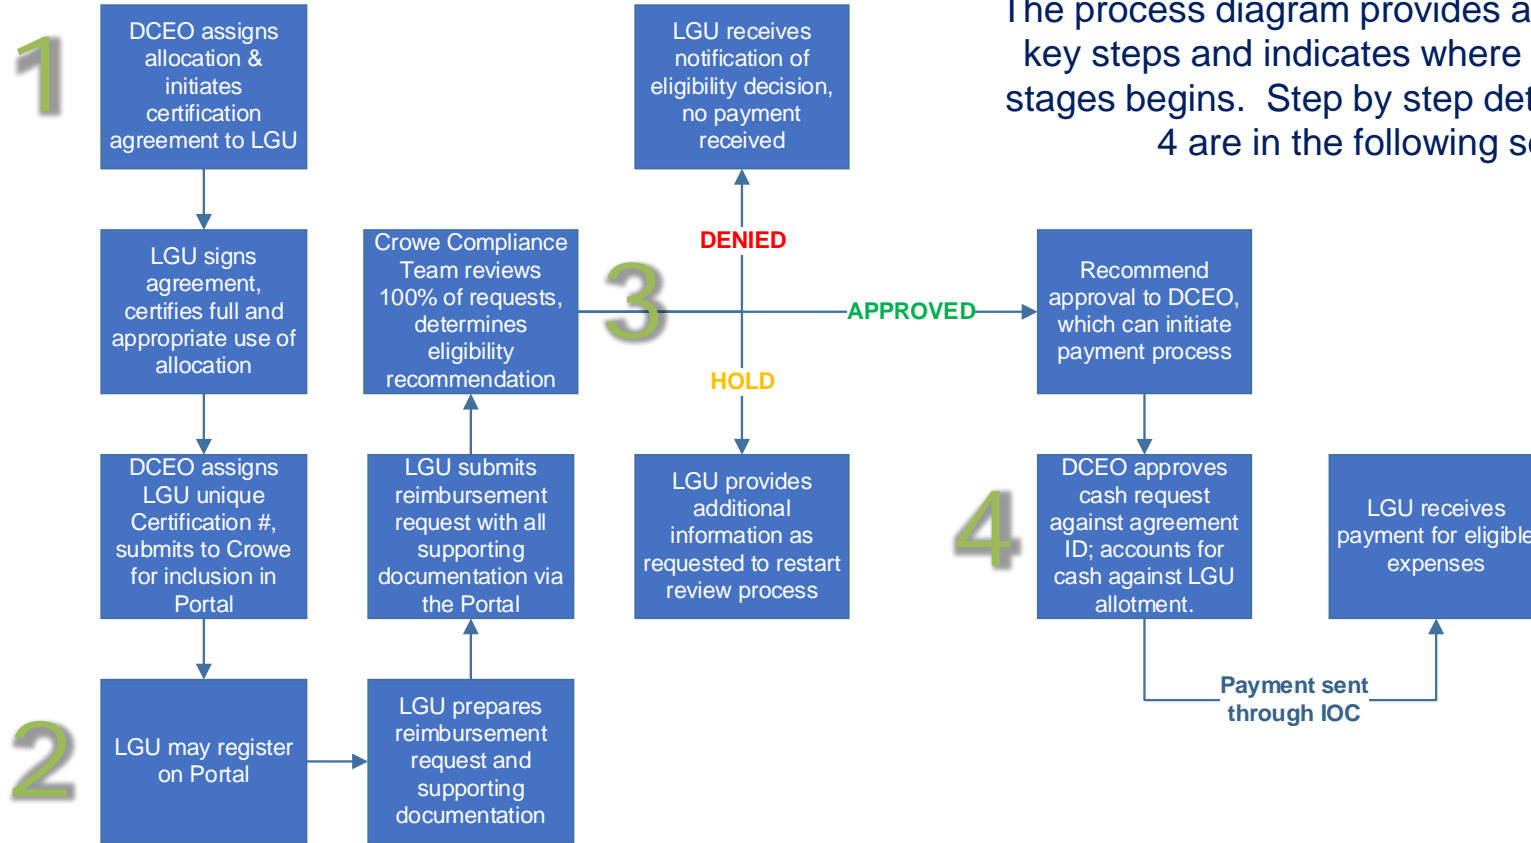 The process diagram provides a
key steps and indicates where
stages begins. Step by step
4 are in the following
1
DCEO assigns
allocation &
initiates
certification
agreement to LGU
LGU signs
agreement,
certifies full and
appropriate use of
allocation
DCEO assigns
LGU unique
Certification #,
submits to Crowe
for inclusion in
Portal
2
LGU may register
on Portal
LGU prepares
reimbursement
request and
supporting
documentation
LGU submits
reimbursement
request with all
supporting
documentation via
the Portal
Crowe Compliance
Team reviews
100% of requests,
determines
eligibility
recommendation
3
DENIED
LGU receives
notification of
eligibility decision,
no payment
received
HOLD
LGU provides
additional
information as
requested to restart
review process
APPROVED
Recommend
approval to DCEO,
which can initiate
payment process
4
DCEO approves
cash request
against agreement
ID; accounts for
cash against LGU
allotment.
Payment sent
through IOC
LGU receives
payment for eligible
expenses